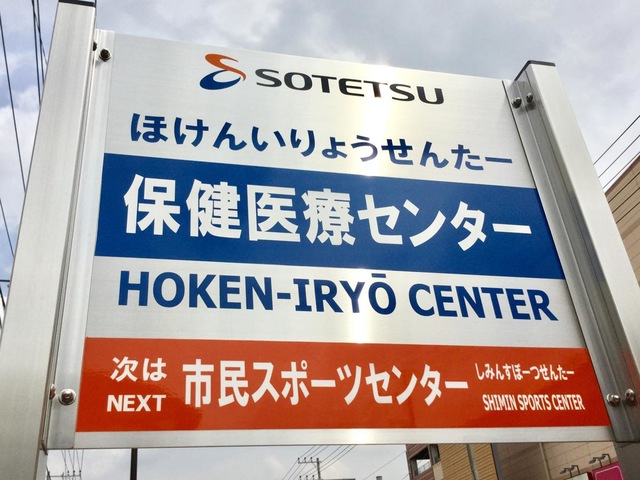 SOTETSU
ほけんいりょうせんたー
保健医療センター
HOKEN-IRYŌ CENTER
次は 市民スポーツセンター しみんすぽーつせんたー
NEXT SHIMIN SPORTS CENTER